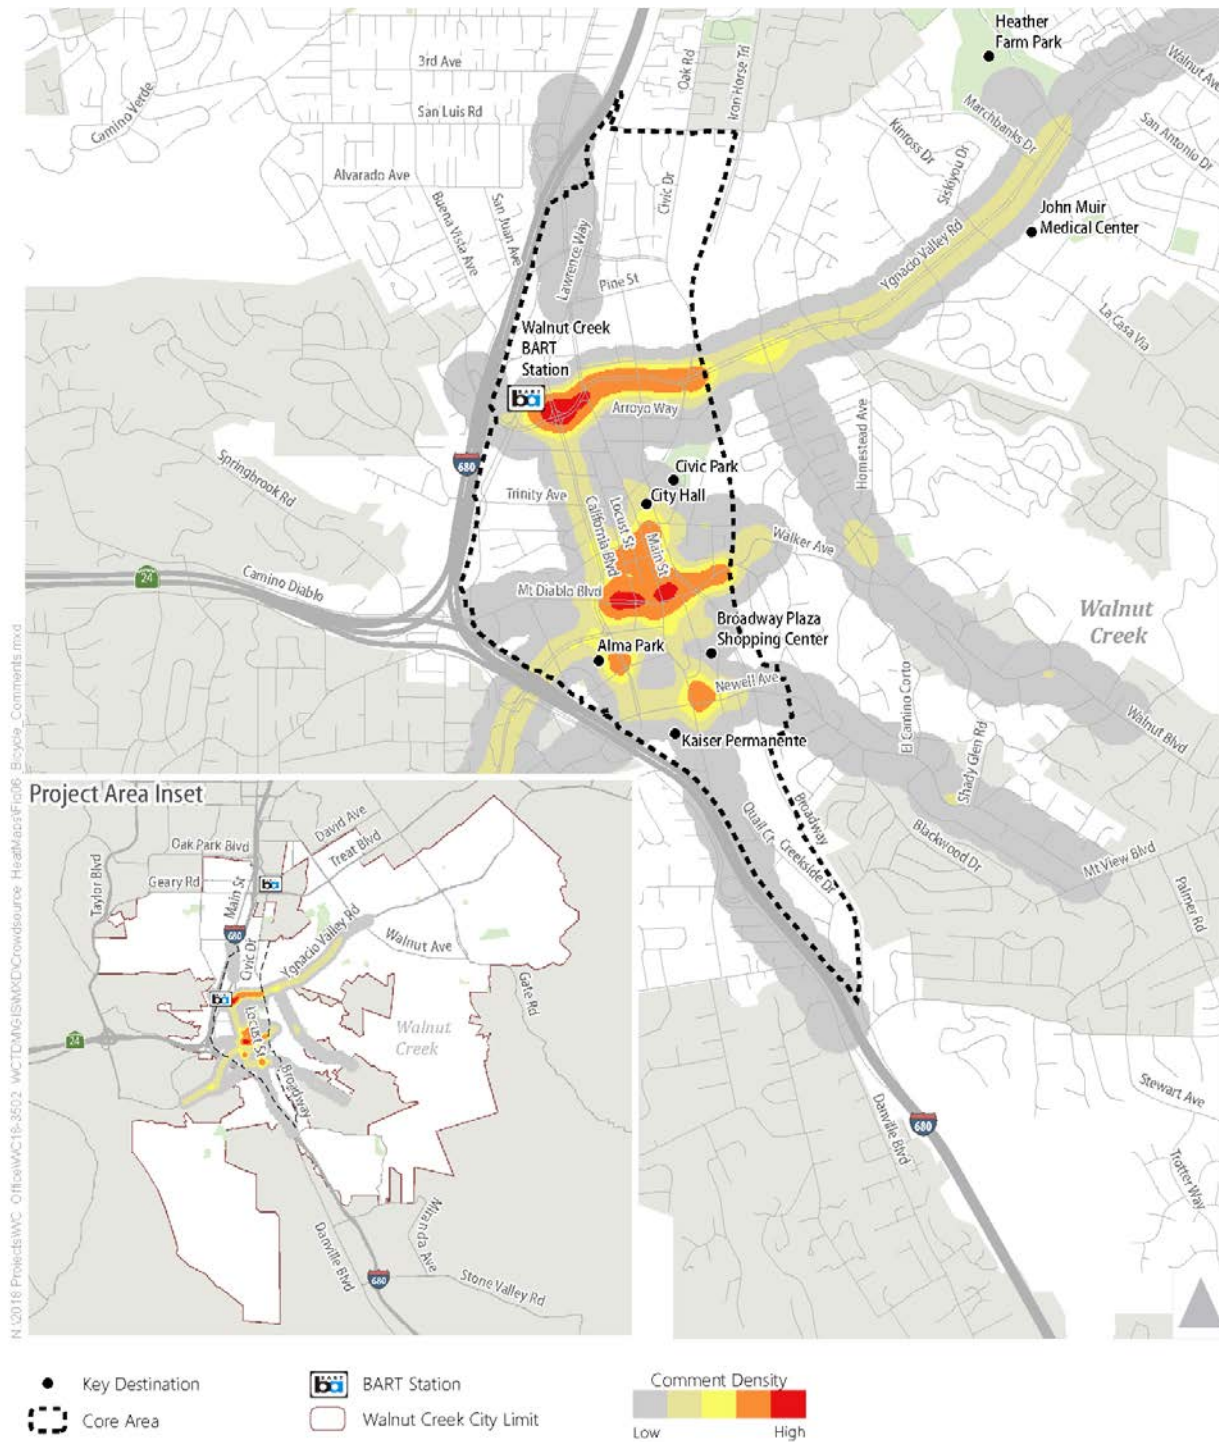 Heather
Farm Park
3rd Ave
Oak Rd
Iron Horse Trl
Walnut Ave
Camino Verde
San Luis Rd
Marchbanks Dr
San Antonio Dr
Kinross Dr
Siskiyou Dr
Alvarado Ave
Buena Vista Ave
San Juan Ave
Civic Dr
John Muir
Medical Center
Lawrence Way
Ygnacio Valley Rd
Pine St
La Casa Via
Walnut Creek
BART
Station
BART
ba
Arroyo Way
Homestead Ave
680
Civic Park
Springbrook Rd
Trinity Ave
City Hall
California Blvd
Locust St
Main St
Walker Ave
24
Camino Diablo
Mt Diablo Blvd
Walnut
Creek
Broadway Plaza
Shopping Center
Alma Park
Newell Ave
El Camino Corto
Walnut Blvd
Kaiser Permanente
Shady Glen Rd
Quail Ct
Broadway
Creekside Dr
Blackwood Dr
Mt View Blvd
Palmer Rd
Stewart Ave
Danville Blvd
680
Trotter Way
Project Area Inset
David Ave
Oak Park Blvd
Treat Blvd
Taylor Blvd
Geary Rd
Main St
ba
680
Civic Dr
Ygnacio Valley Rd
Walnut Ave
Gate Rd
ba
Locust St
24
Walnut
Creek
Broadway
Miranda Ave
Danville Blvd
680
Stone Valley Rd
Key Destination
BART
ba
BART Station
Comment Density
Core Area
Walnut Creek City Limit
Low
High